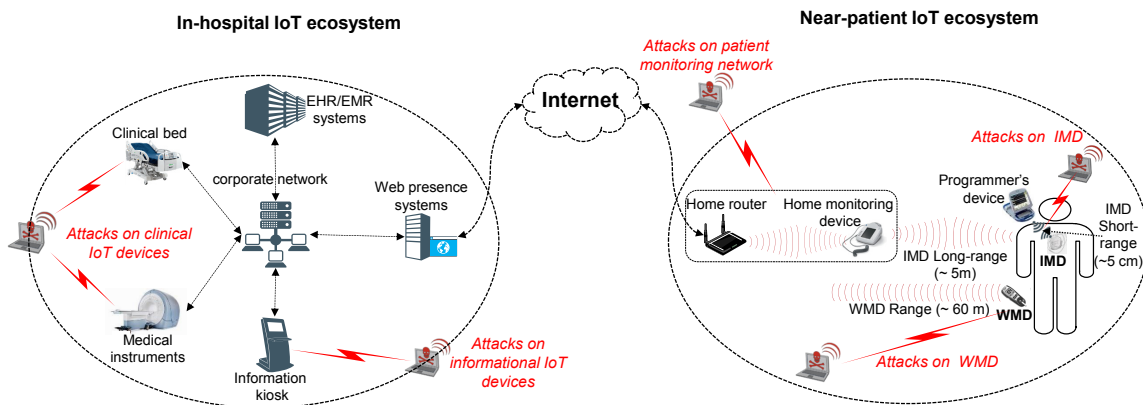 In-hospital IoT ecosystem
Near-patient IoT ecosystem
EHR/EMR
systems
Clinical bed
corporate network
Web presence
systems
Attacks on clinical
IoT devices
Medical
instruments
Information
kiosk
Attacks on
informational IoT
devices
Internet
Attacks on patient
monitoring network
Attacks on IMD
Programmer's
device
Home router
Home monitoring
device
IMD
Short-
range
(~5 cm)
IMD Long-range
(~ 5m)
IMD
WMD Range (~ 60 m)
WMD
Attacks on WMD